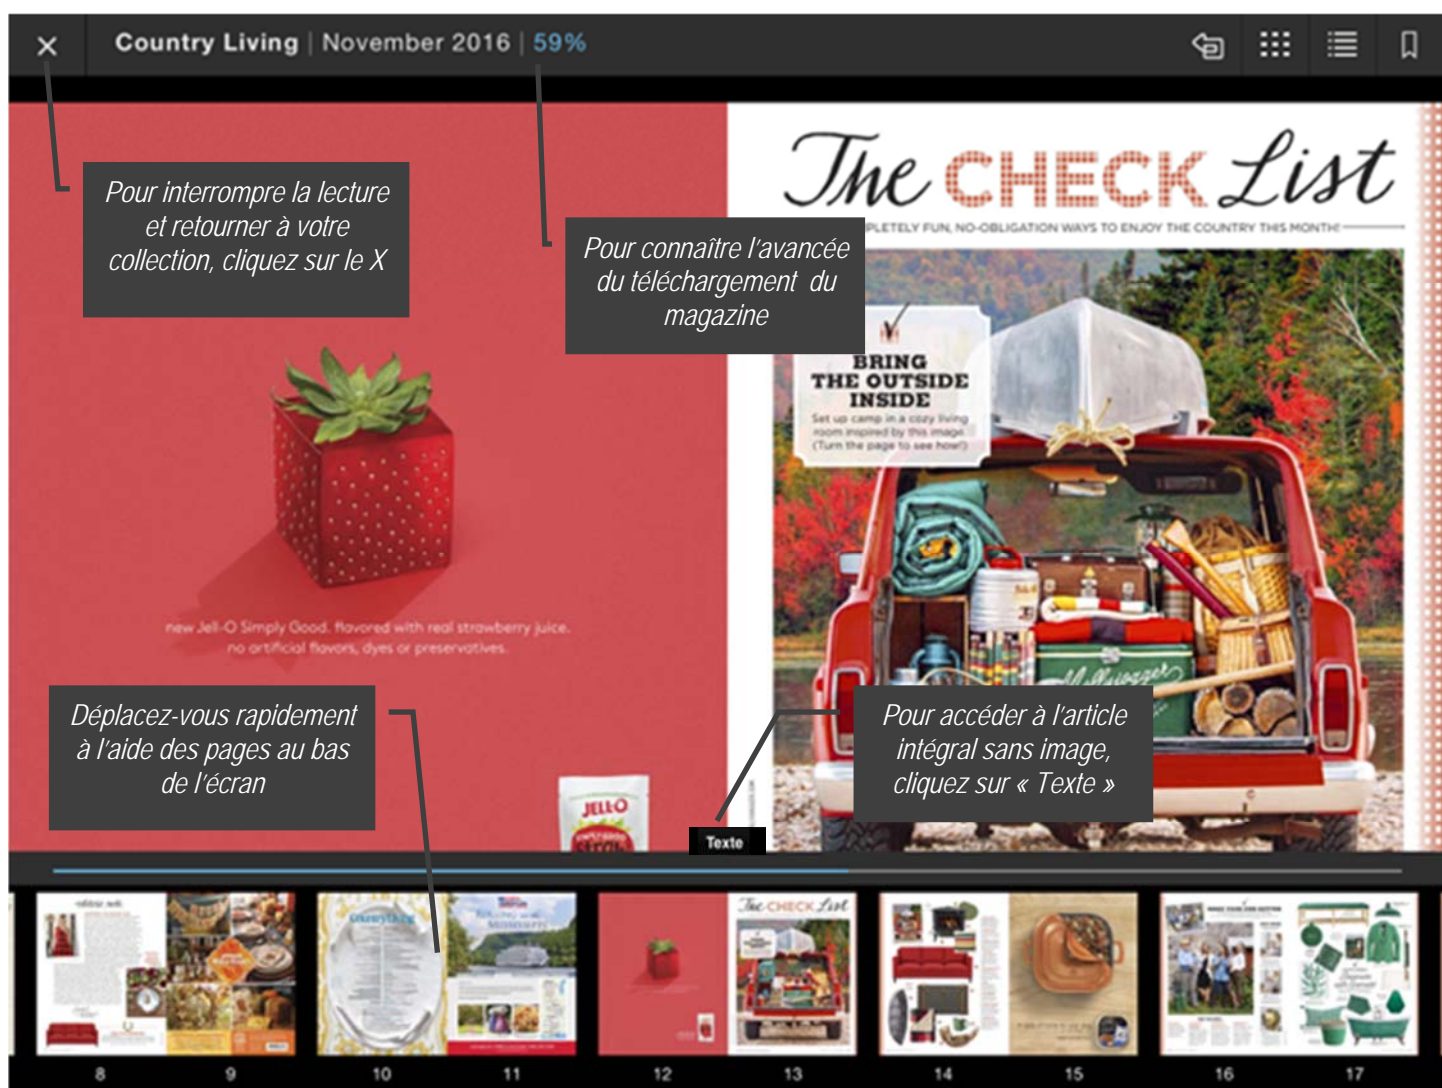 Country Living | November 2016 | 59%
Pour interrompre la lecture
et retourner à votre
collection, cliquez sur le X
Pour connaître l'avancée
du téléchargement du
magazine
The CHECK List
PLETELY FUN, NO-OBLIGATION WAYS TO ENJOY THE COUNTRY THIS MONTH!
BRING
THE OUTSIDE
INSIDE
Set up camp in a cozy living
room inspired by this image.
(Turn the page to see how!)
new Jell-O Simply Good. flavored with real strawberry juice.
no artificial flavors, dyes or preservatives.
Déplacez-vous rapidement
à l'aide des pages au bas
de l'écran
Pour accéder à l'article
intégral sans image,
cliquez sur « Texte »
JELL-O
Texte
The CHECK List
8 9 10 11 12 13 14 15 16 17